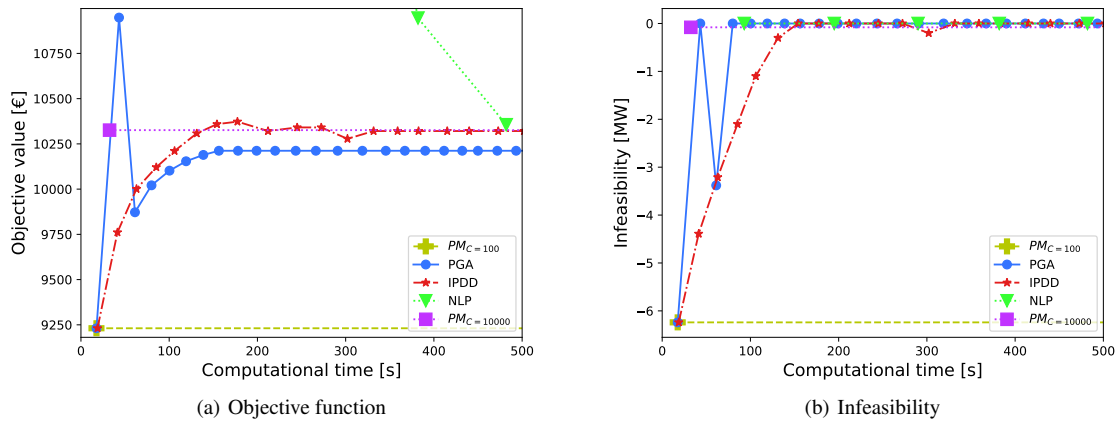 10750
10500
10250
10000
9750
9500
9250
Objective value [€]
0 100 200 300 400 500
Computational time [s]
PM_{C=100}
PGA
IPDD
NLP
PM_{C=10000}
(a) Objective function
0
−1
−2
−3
−4
−5
−6
Infeasibility [MW]
0 100 200 300 400 500
Computational time [s]
PM_{C=100}
PGA
IPDD
NLP
PM_{C=10000}
(b) Infeasibility